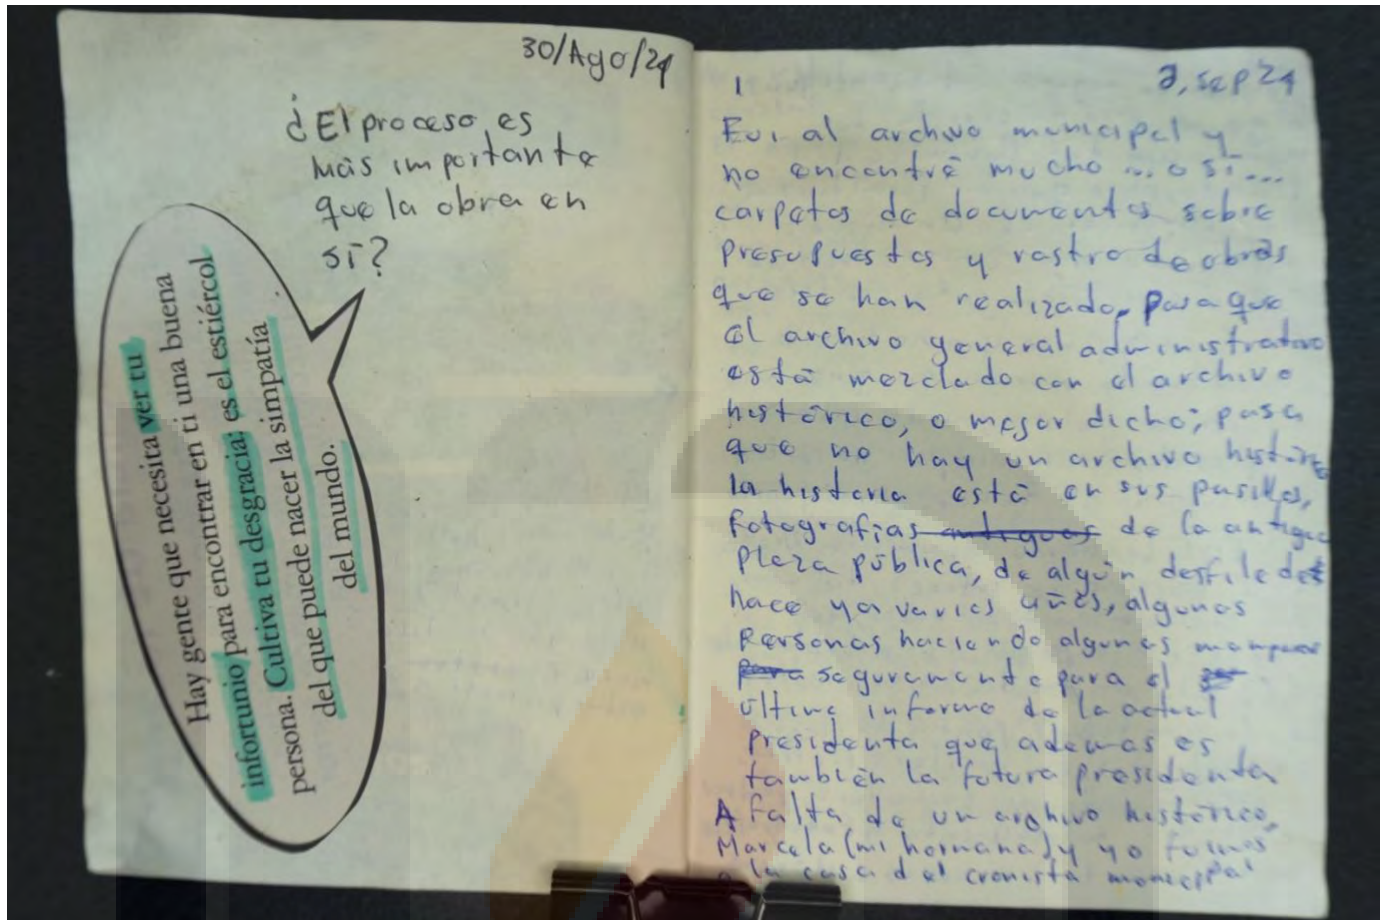 30/Ago/24
¿El proceso es
más importante
que la obra en
sí?
Hay gente que necesita ver tu
infortunio para encontrar en ti una buena
persona. Cultiva tu desgracia; es el estiércol
del que puede nacer la simpatía
del mundo.
1
2, sep 24
Fui al archivo municipal y
no encontré mucho ... o sí ...
carpetas de documentos sobre
presupuestos y rastro de obras
que se han realizado, pasa que
el archivo general administrativo
está mezclado con el archivo
histórico, o mejor dicho; pasa
que no hay un archivo histórico
la historia está en sus pasillos,
fotografías antiguas de la antigua
plaza pública, de algún desfile de
hace ya varios años, algunas
personas haciendo algunas mamparas
para seguramente para el
último informe de la actual
presidenta que además es
también la futura presidenta
A falta de un archivo histórico,
Marcela (mi hermana) y yo fuimos
a la casa del cronista municipal